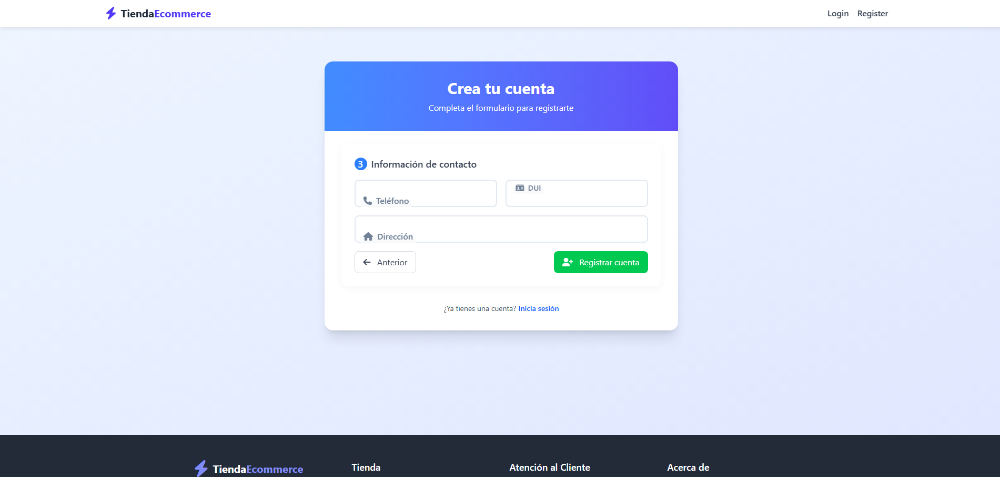 TiendaEcommerce
Login Register
Crea tu cuenta
Completa el formulario para registrarte
3 Información de contacto
Teléfono
DUI
Dirección
Anterior
Registrar cuenta
¿Ya tienes una cuenta? Inicia sesión
TiendaEcommerce
Tienda
Atención al Cliente
Acerca de